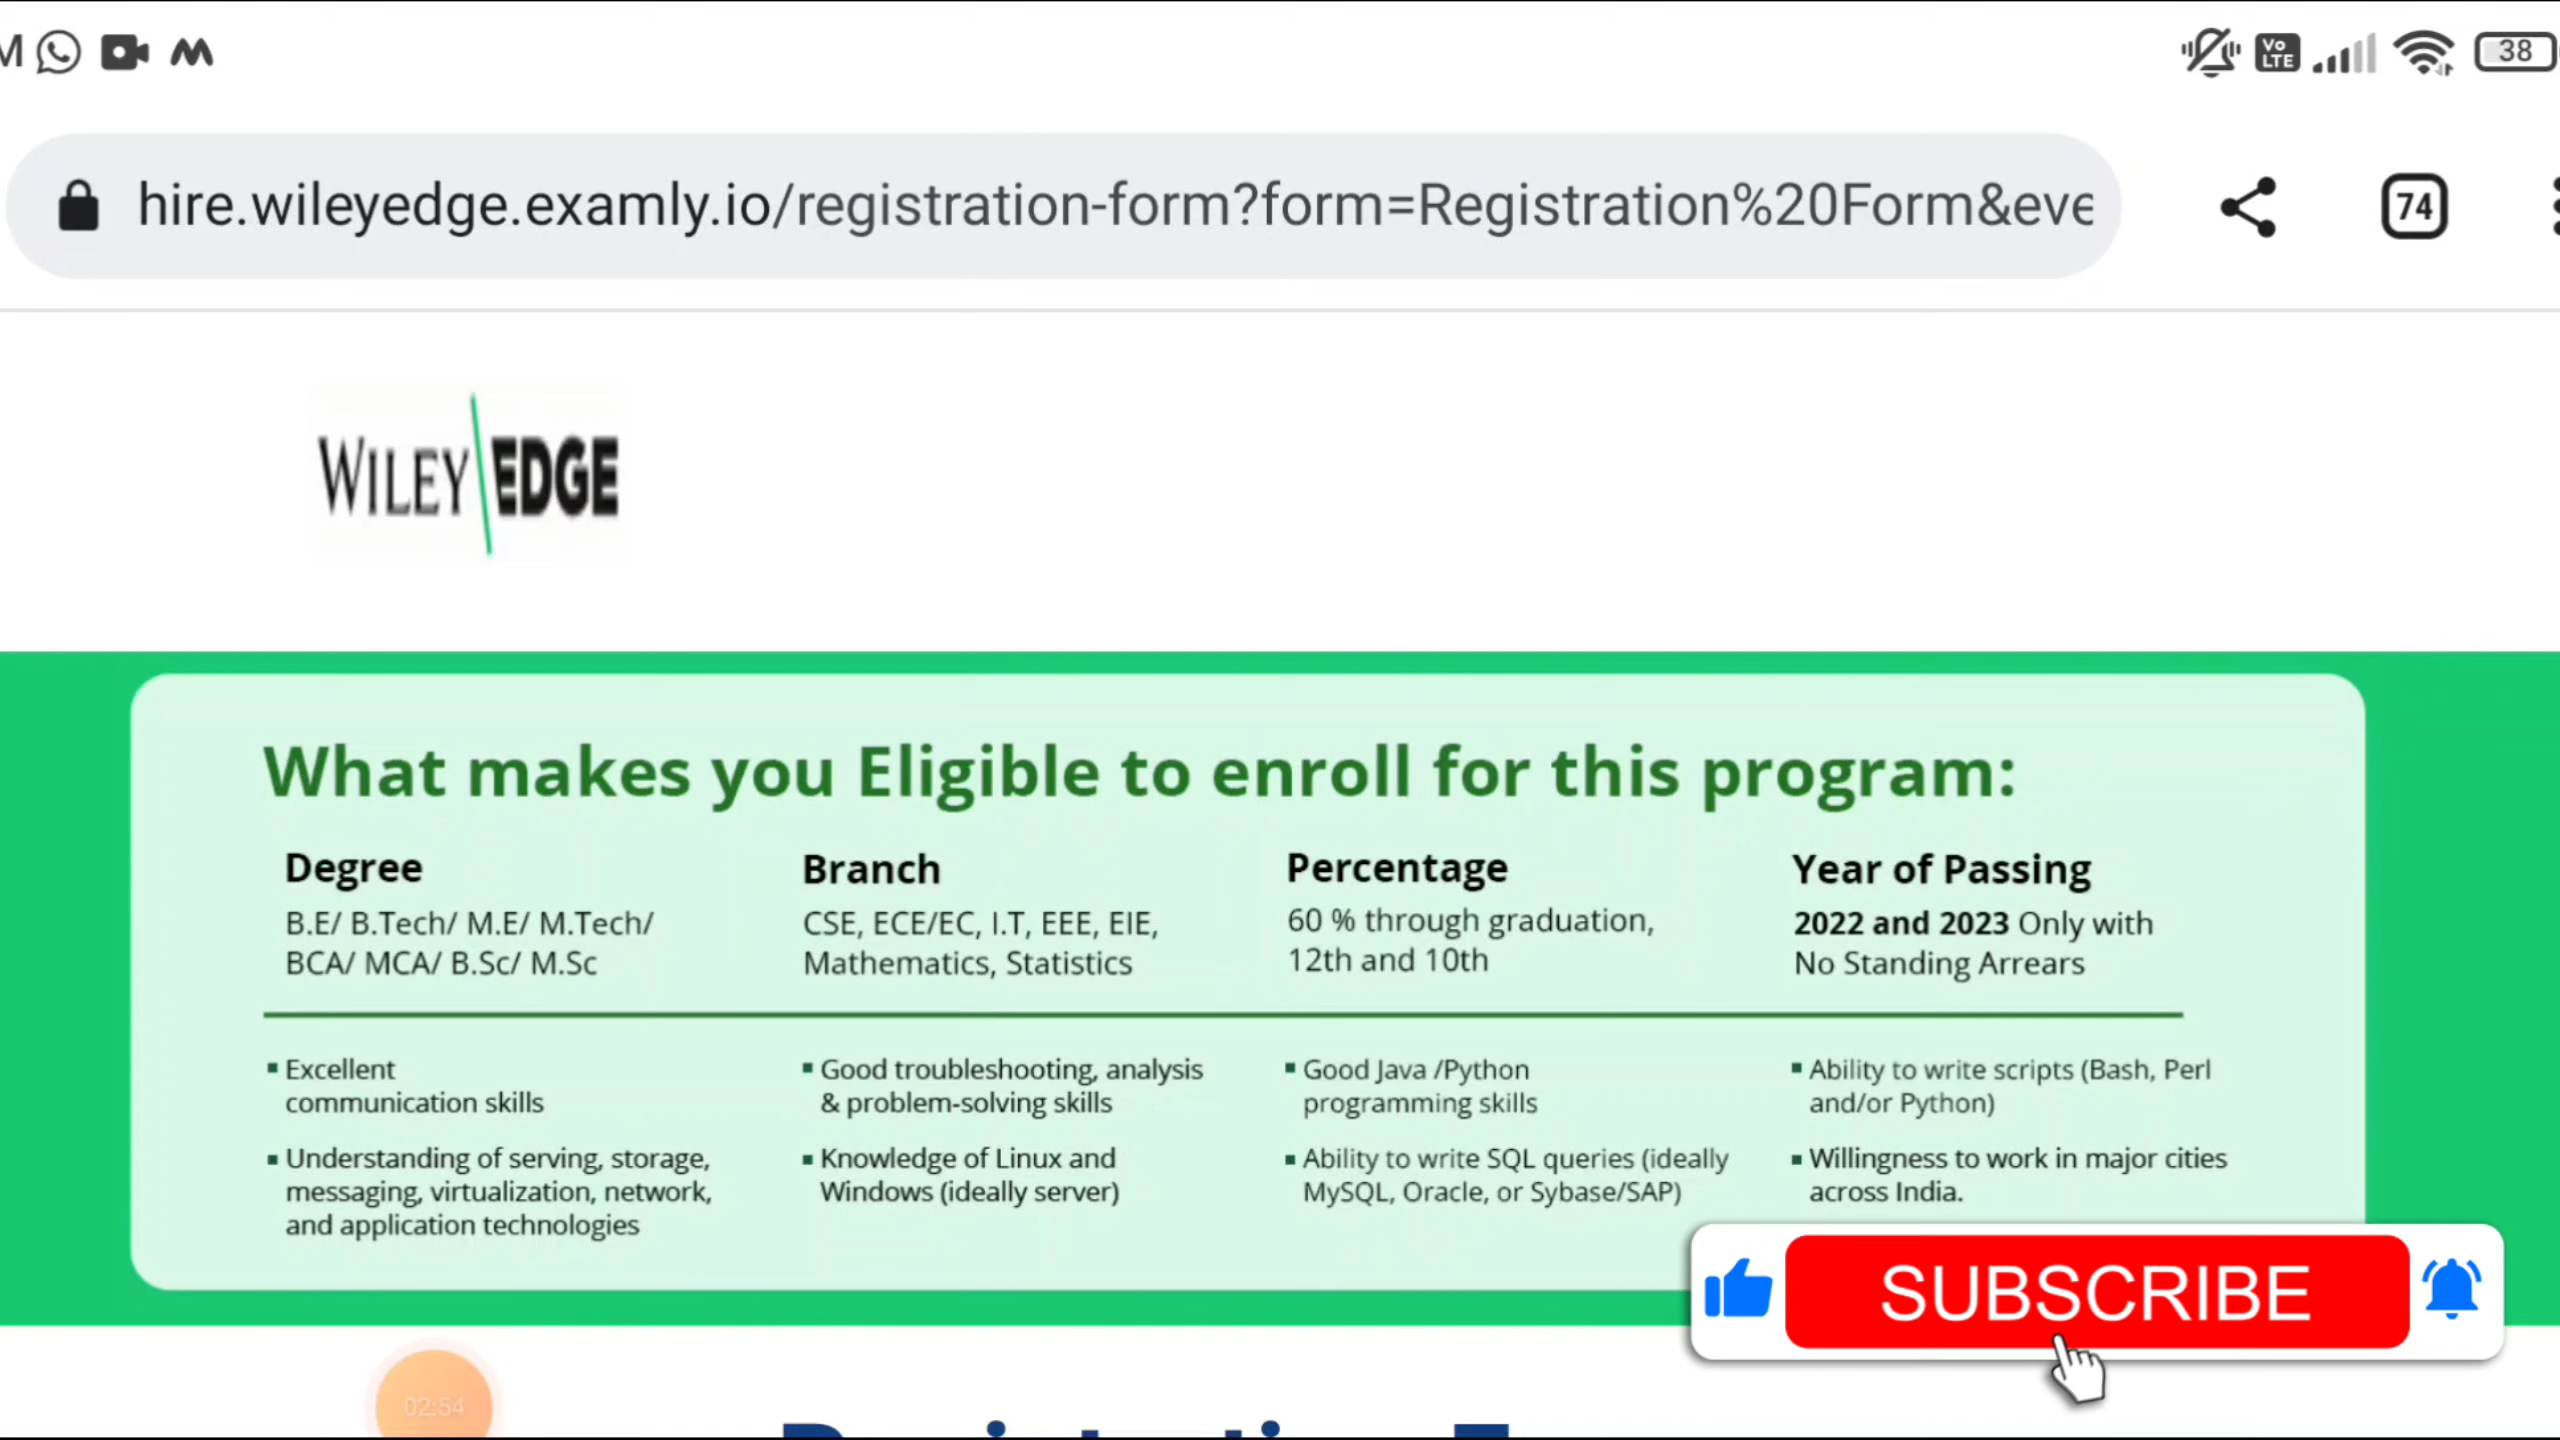 M
Vo LTE
38
hire.wileyedge.examly.io/registration-form?form=Registration%20Form&eve
74
WILEY EDGE
What makes you Eligible to enroll for this program:
Degree
B.E/ B.Tech/ M.E/ M.Tech/
BCA/ MCA/ B.Sc/ M.Sc
Branch
CSE, ECE/EC, I.T, EEE, EIE,
Mathematics, Statistics
Percentage
60 % through graduation,
12th and 10th
Year of Passing
2022 and 2023 Only with
No Standing Arrears
▪ Excellent
communication skills
▪ Understanding of serving, storage,
messaging, virtualization, network,
and application technologies
▪ Good troubleshooting, analysis
& problem-solving skills
▪ Knowledge of Linux and
Windows (ideally server)
▪ Good Java /Python
programming skills
▪ Ability to write SQL queries (ideally
MySQL, Oracle, or Sybase/SAP)
▪ Ability to write scripts (Bash, Perl
and/or Python)
▪ Willingness to work in major cities
across India.
SUBSCRIBE
02:54